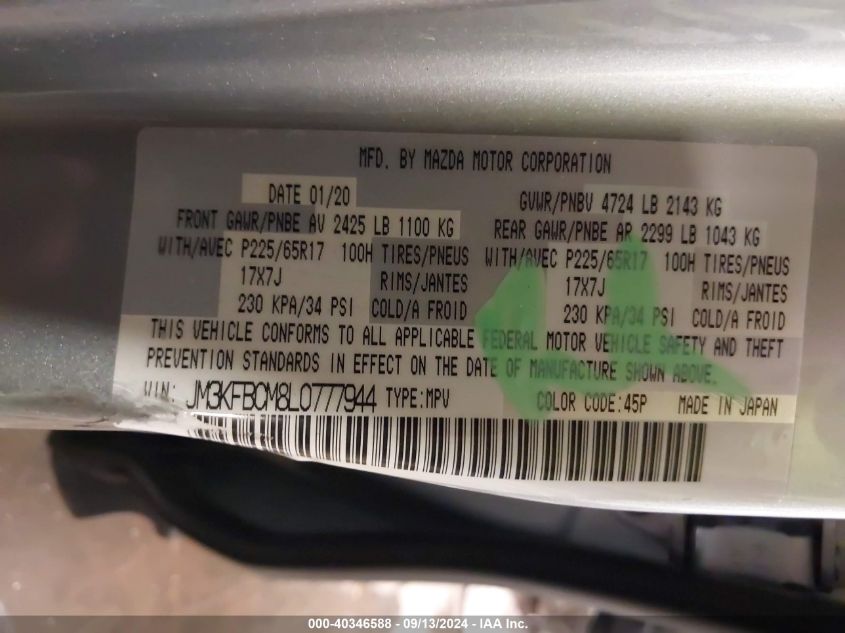 MFD. BY MAZDA MOTOR CORPORATION
DATE 01/20 GVWR/PNBV 4724 LB 2143 KG
FRONT GAWR/PNBE AV 2425 LB 1100 KG REAR GAWR/PNBE AR 2299 LB 1043 KG
WITH/AVEC P225/65R17 100H TIRES/PNEUS WITH/AVEC P225/65R17 100H TIRES/PNEUS
17X7J RIMS/JANTES 17X7J RIMS/JANTES
230 KPA/34 PSI COLD/A FROID 230 KPA/34 PSI COLD/A FROID
THIS VEHICLE CONFORMS TO ALL APPLICABLE FEDERAL MOTOR VEHICLE SAFETY AND THEFT
PREVENTION STANDARDS IN EFFECT ON THE DATE OF MANUFACTURE SHOWN ABOVE.
VIN: JM3KFBCM8L0777944 TYPE:MPV COLOR CODE:45P MADE IN JAPAN
000-40346588 - 09/13/2024 - IAA Inc.